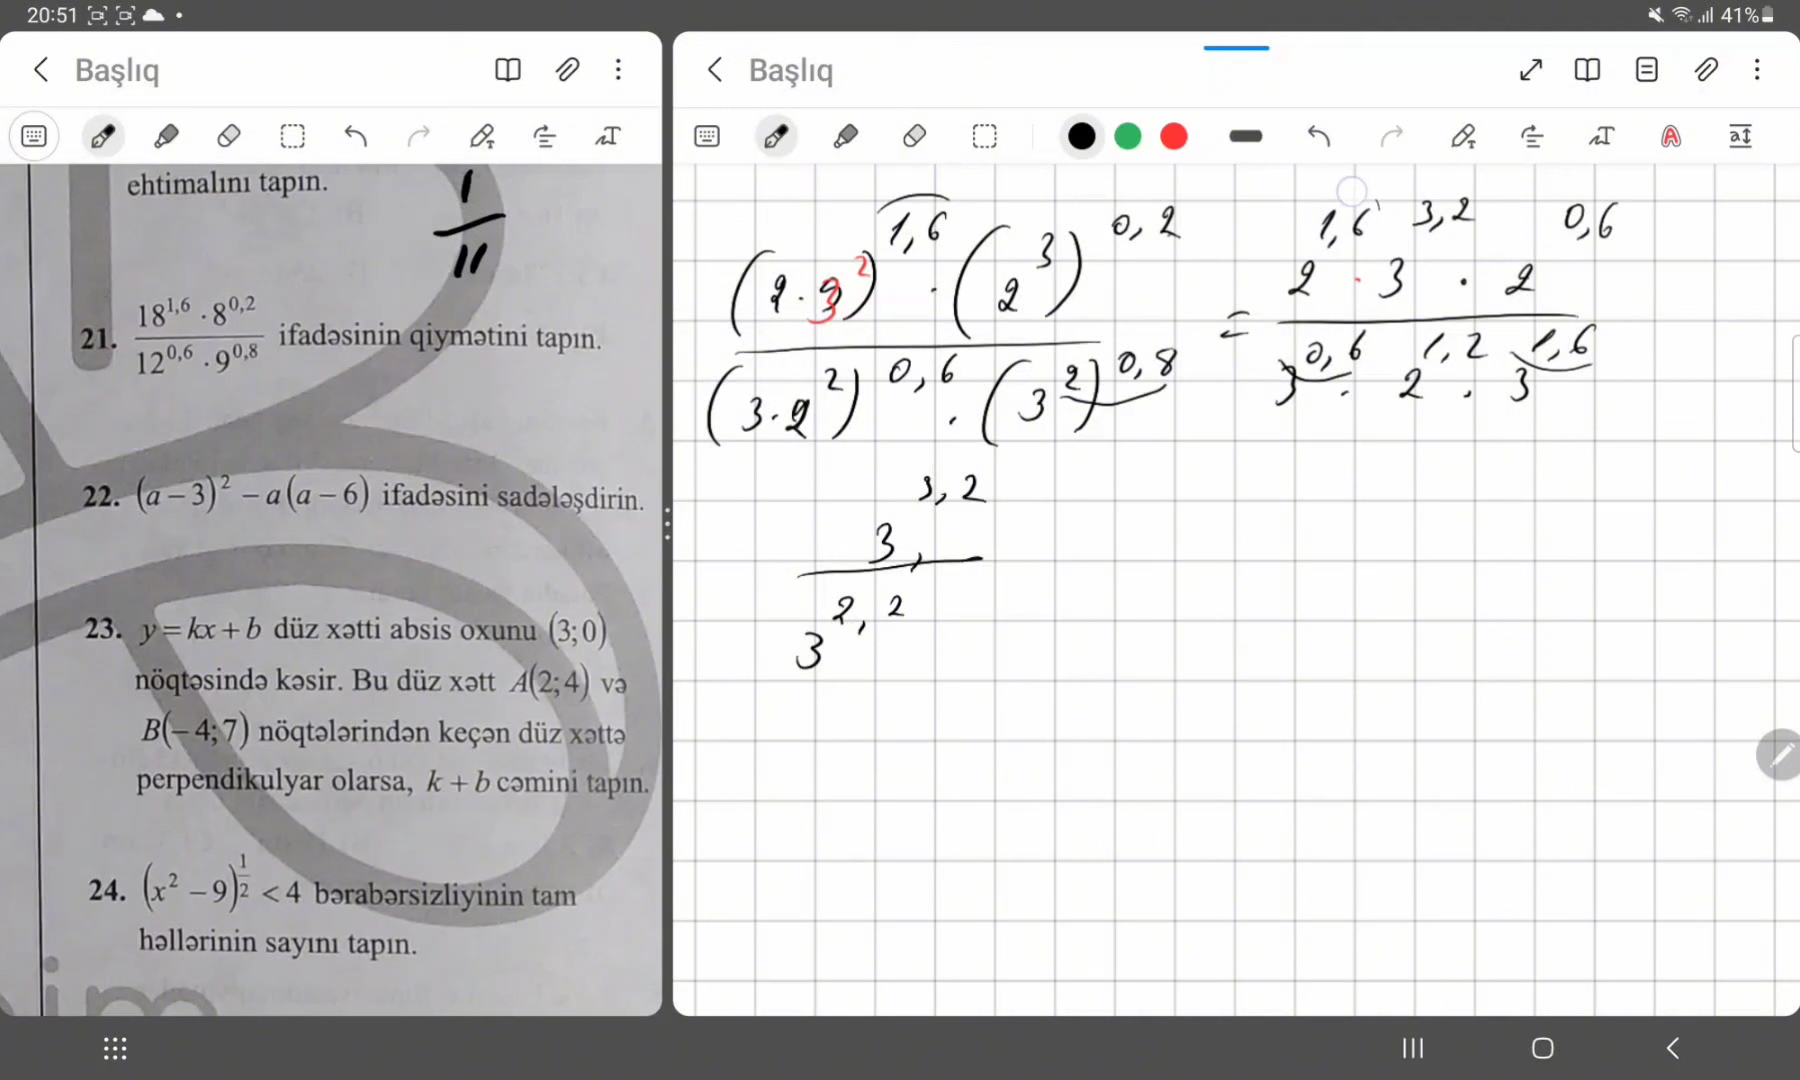 20:51
41%
Başlıq
ehtimalını tapın.
1/11
21. (18^1,6 · 8^0,2)/(12^0,6 · 9^0,8) ifadəsinin qiymətini tapın.
22. (a – 3)² – a(a – 6) ifadəsini sadələşdirin.
23. y = kx + b düz xətti absis oxunu (3; 0)
nöqtəsində kəsir. Bu düz xətt A(2; 4) və
B(– 4; 7) nöqtələrindən keçən düz xəttə
perpendikulyar olarsa, k + b cəmini tapın.
24. (x² – 9)^(1/2) < 4 bərabərsizliyinin tam
həllərinin sayını tapın.
im
Başlıq
(2 · 3²)^1,6 · (2³)^0,2 / (3 · 2²)^0,6 · (3²)^0,8 = 2^1,6 · 3^3,2 · 2^0,6 / 3^0,6 · 2^1,2 · 3^1,6
3^3,2 / 3^2,2